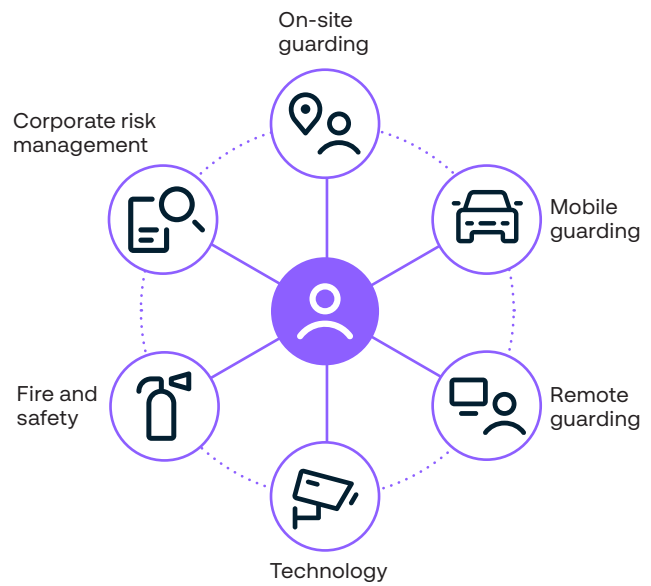 On-site
guarding
Corporate risk
management
Mobile
guarding
Fire and
safety
Remote
guarding
Technology